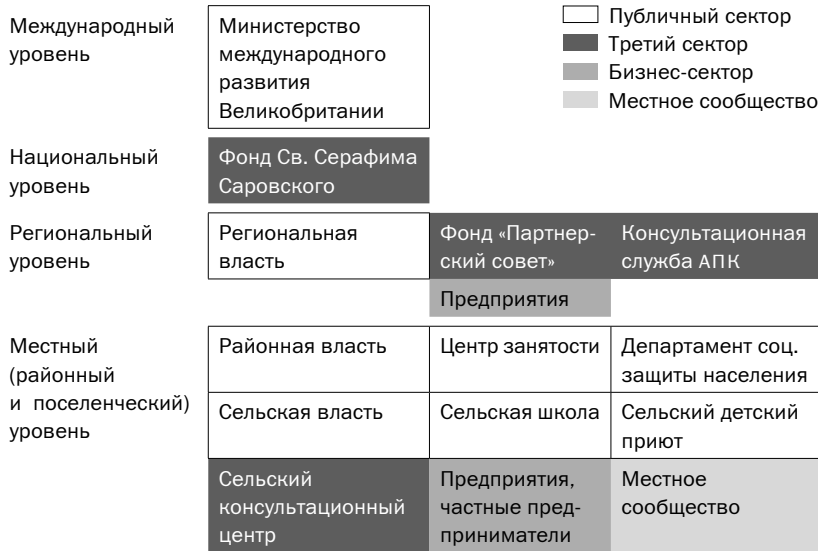 Международный
уровень
Министерство
международного
развития
Великобритании
Публичный сектор
Третий сектор
Бизнес-сектор
Местное сообщество
Национальный
уровень
Фонд Св. Серафима
Саровского
Региональный
уровень
Региональная
власть
Фонд «Партнер-
ский совет»
Консультационная
служба АПК
Предприятия
Местный
(районный
и поселенческий)
уровень
Районная власть
Центр занятости
Департамент соц.
защиты населения
Сельская власть
Сельская школа
Сельский детский
приют
Сельский
консультационный
центр
Предприятия,
частные пред-
приниматели
Местное
сообщество